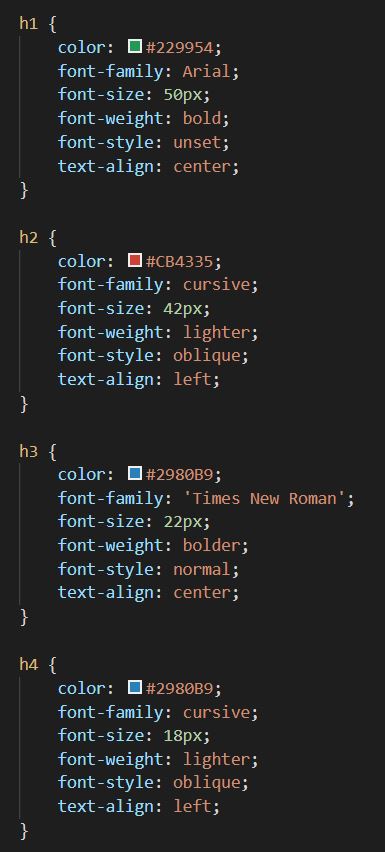 h1 {
    color: #229954;
    font-family: Arial;
    font-size: 50px;
    font-weight: bold;
    font-style: unset;
    text-align: center;
}
h2 {
    color: #CB4335;
    font-family: cursive;
    font-size: 42px;
    font-weight: lighter;
    font-style: oblique;
    text-align: left;
}
h3 {
    color: #2980B9;
    font-family: 'Times New Roman';
    font-size: 22px;
    font-weight: bolder;
    font-style: normal;
    text-align: center;
}
h4 {
    color: #2980B9;
    font-family: cursive;
    font-size: 18px;
    font-weight: lighter;
    font-style: oblique;
    text-align: left;
}